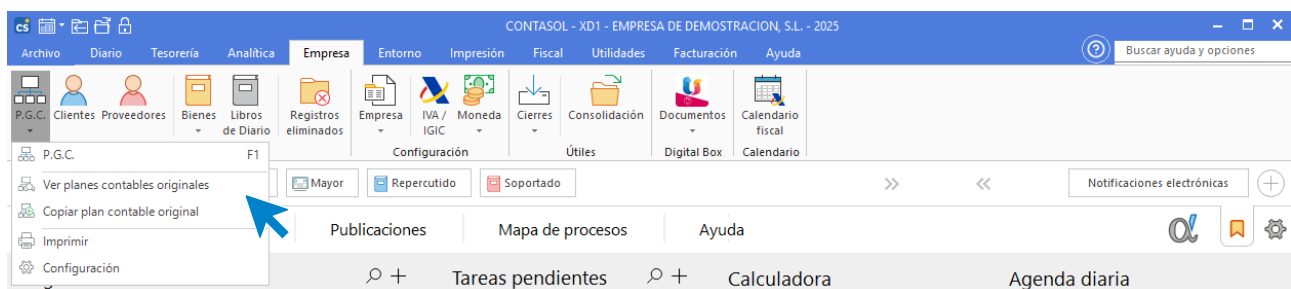 cs CONTASOL - XD1 - EMPRESA DE DEMOSTRACION, S.L. - 2025
Archivo Diario Tesorería Analítica Empresa Entorno Impresión Fiscal Utilidades Facturación Ayuda Buscar ayuda y opciones
P.G.C. Clientes Proveedores Bienes Libros de Diario Registros eliminados Empresa IVA / IGIC Moneda Cierres Consolidación Documentos Calendario fiscal
Configuración Útiles Digital Box Calendario
P.G.C. F1
Ver planes contables originales
Copiar plan contable original
Imprimir
Configuración
Mayor Repercutido Soportado Notificaciones electrónicas
Publicaciones Mapa de procesos Ayuda
Tareas pendientes Calculadora Agenda diaria